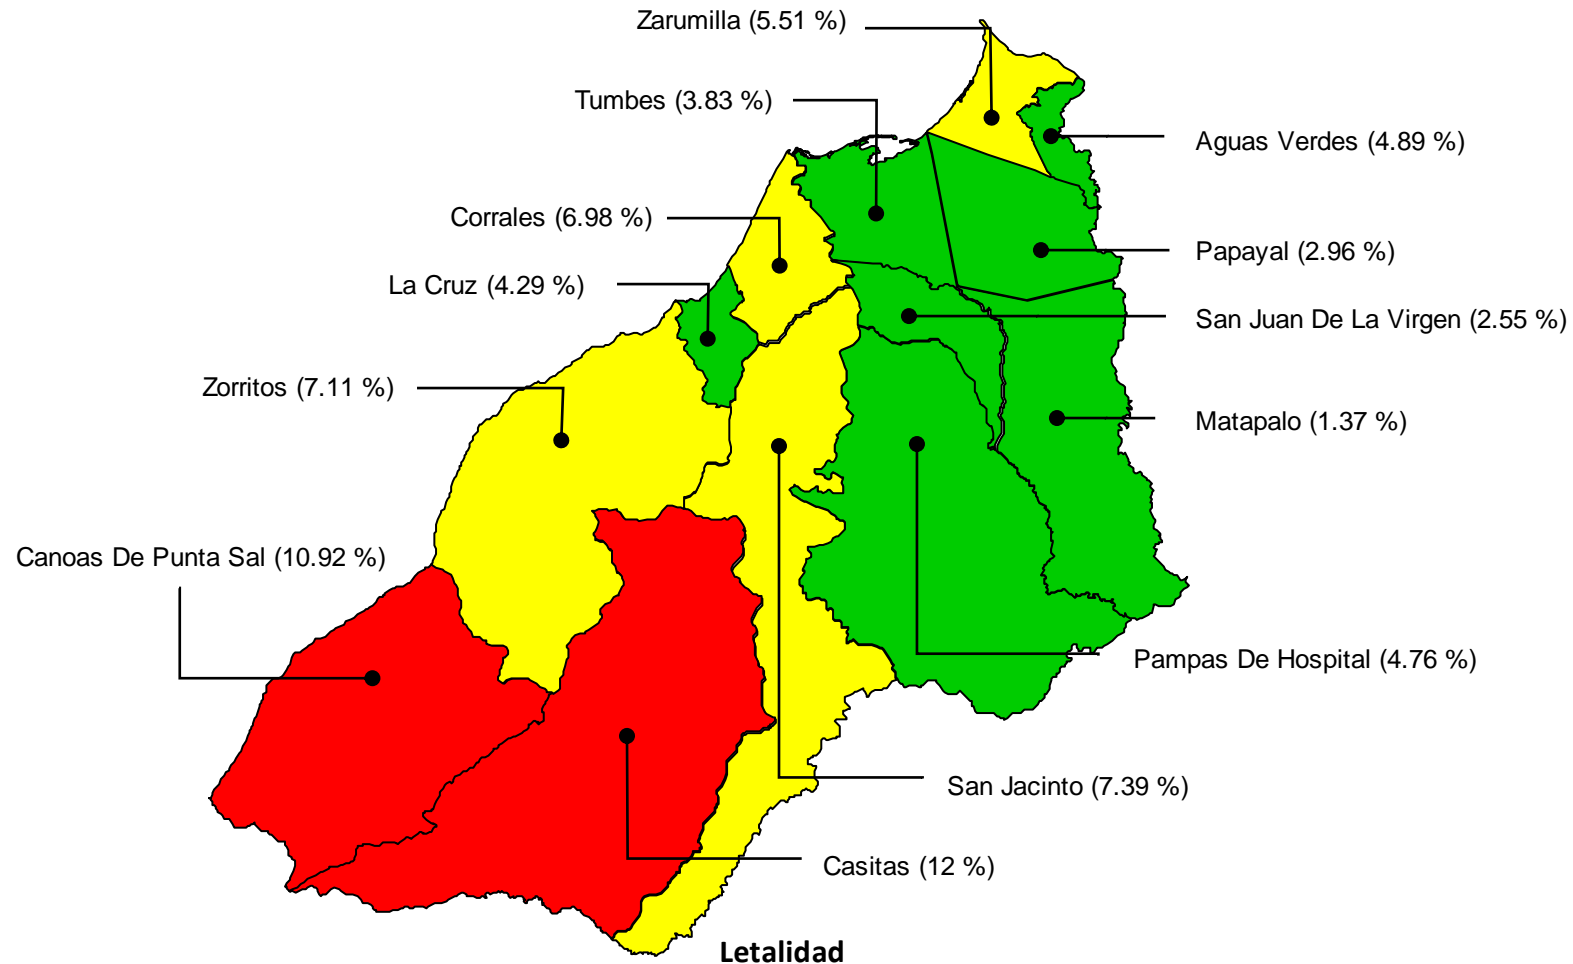 Zarumilla (5.51 %)
Tumbes (3.83 %)
Aguas Verdes (4.89 %)
Corrales (6.98 %)
Papayal (2.96 %)
La Cruz (4.29 %)
San Juan De La Virgen (2.55 %)
Zorritos (7.11 %)
Matapalo (1.37 %)
Canoas De Punta Sal (10.92 %)
Pampas De Hospital (4.76 %)
San Jacinto (7.39 %)
Casitas (12 %)
Letalidad